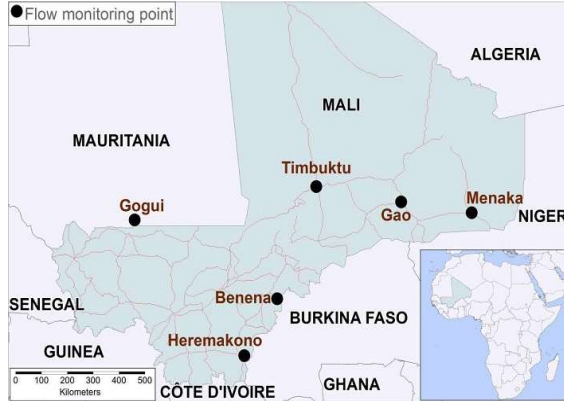 Flow monitoring point
ALGERIA
MALI
MAURITANIA
Timbuktu
Gogui
Menaka
Gao
NIGER
SENEGAL
Benena
BURKINA FASO
Heremakono
GUINEA
0 100 200 300 400 500
Kilometers
CÔTE D'IVOIRE
GHANA